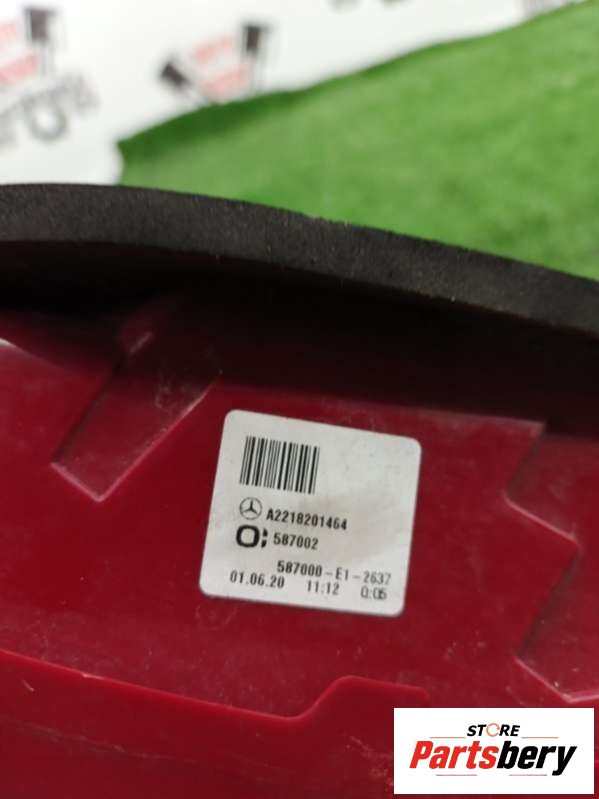 A2218201464
O: 587002
587000-E1-2637
01.06.20 11:12 0:05
STORE
Partsbery